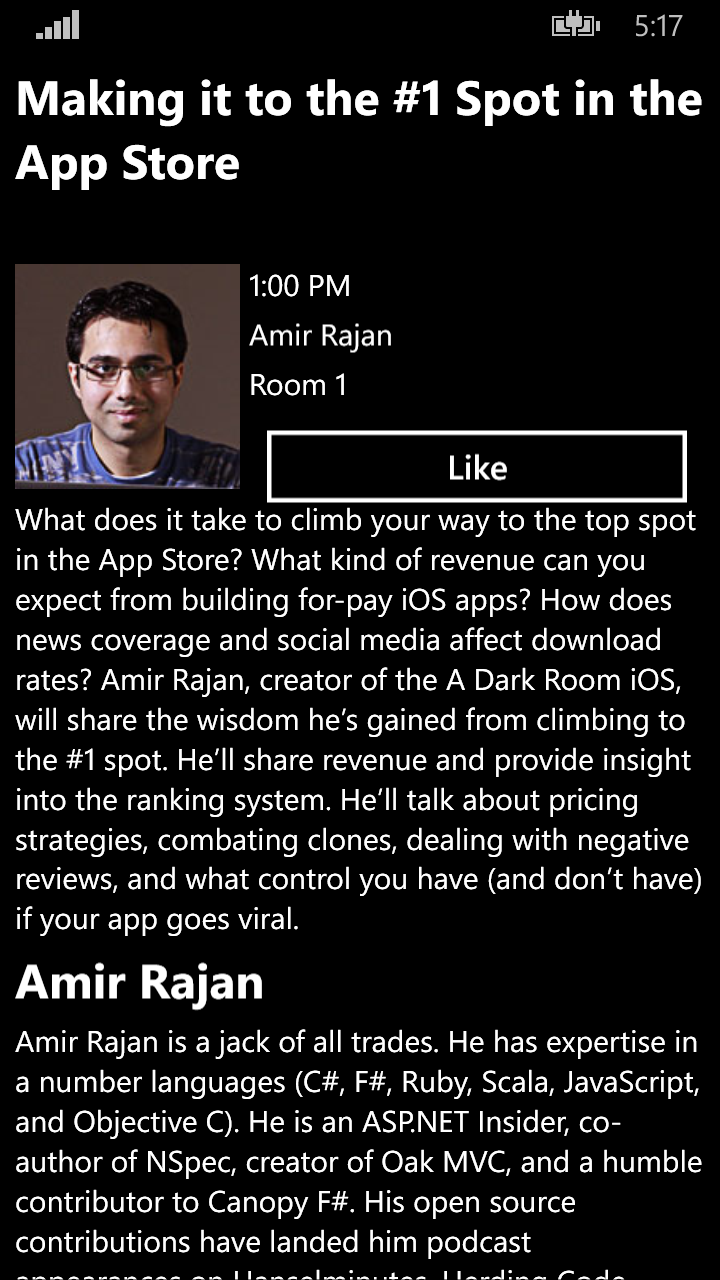 5:17
Making it to the #1 Spot in the
App Store
1:00 PM
Amir Rajan
Room 1
Like
What does it take to climb your way to the top spot
in the App Store? What kind of revenue can you
expect from building for-pay iOS apps? How does
news coverage and social media affect download
rates? Amir Rajan, creator of the A Dark Room iOS,
will share the wisdom he’s gained from climbing to
the #1 spot. He’ll share revenue and provide insight
into the ranking system. He’ll talk about pricing
strategies, combating clones, dealing with negative
reviews, and what control you have (and don’t have)
if your app goes viral.
Amir Rajan
Amir Rajan is a jack of all trades. He has expertise in
a number languages (C#, F#, Ruby, Scala, JavaScript,
and Objective C). He is an ASP.NET Insider, co-
author of NSpec, creator of Oak MVC, and a humble
contributor to Canopy F#. His open source
contributions have landed him podcast
appearances on Hanselminutes, Herding Code,